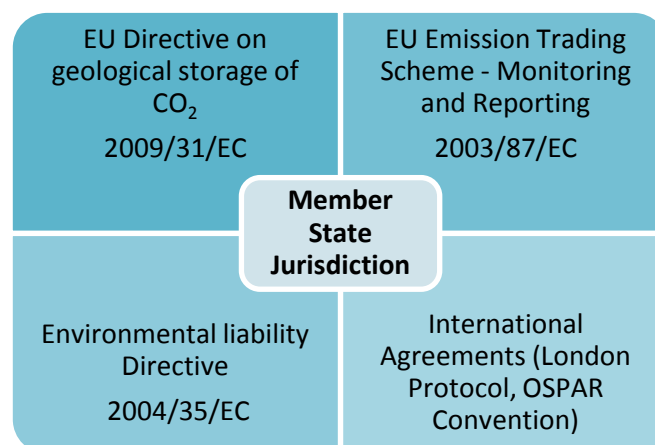 EU Directive on
geological storage of
CO₂
2009/31/EC
EU Emission Trading
Scheme - Monitoring
and Reporting
2003/87/EC
Member
State
Jurisdiction
Environmental liability
Directive
2004/35/EC
International
Agreements (London
Protocol, OSPAR
Convention)